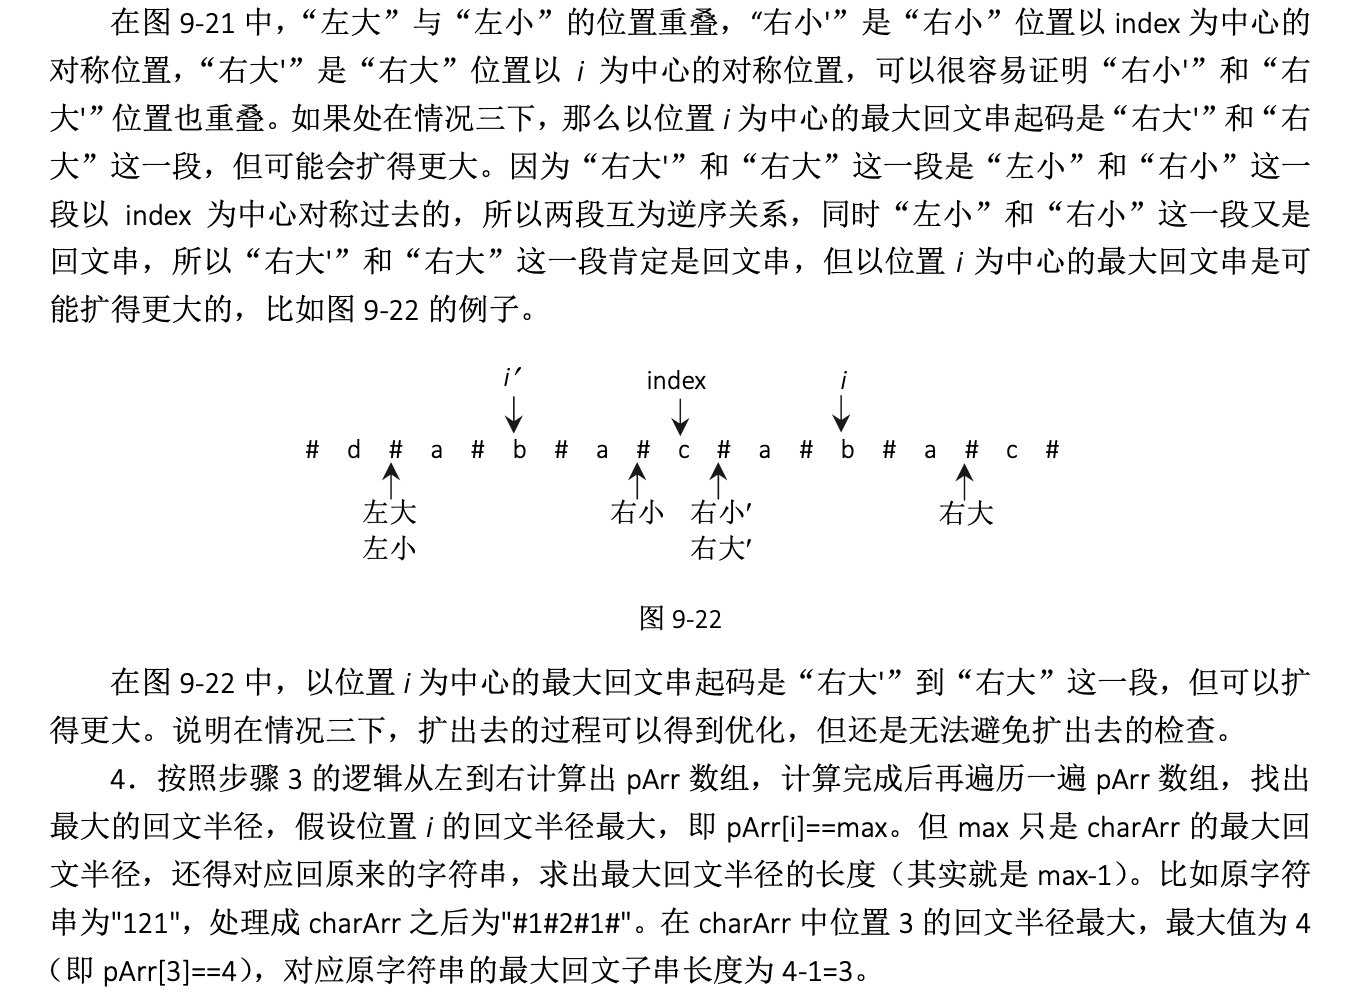 在图 9-21 中，“左大”与“左小”的位置重叠，“右小'”是“右小”位置以 index 为中心的
对称位置，“右大'”是“右大”位置以 i 为中心的对称位置，可以很容易证明“右小'”和“右
大'”位置也重叠。如果处在情况三下，那么以位置 i 为中心的最大回文串起码是“右大'”和“右
大”这一段，但可能会扩得更大。因为“右大'”和“右大”这一段是“左小”和“右小”这一
段以 index 为中心对称过去的，所以两段互为逆序关系，同时“左小”和“右小”这一段又是
回文串，所以“右大'”和“右大”这一段肯定是回文串，但以位置 i 为中心的最大回文串是可
能扩得更大的，比如图 9-22 的例子。
i′ index i
# d # a # b # a # c # a # b # a # c #
左大 右小 右小′ 右大
左小 右大′
图 9-22
在图 9-22 中，以位置 i 为中心的最大回文串起码是“右大'”到“右大”这一段，但可以扩
得更大。说明在情况三下，扩出去的过程可以得到优化，但还是无法避免扩出去的检查。
4．按照步骤 3 的逻辑从左到右计算出 pArr 数组，计算完成后再遍历一遍 pArr 数组，找出
最大的回文半径，假设位置 i 的回文半径最大，即 pArr[i]==max。但 max 只是 charArr 的最大回
文半径，还得对应回原来的字符串，求出最大回文半径的长度（其实就是 max-1）。比如原字符
串为"121"，处理成 charArr 之后为"#1#2#1#"。在 charArr 中位置 3 的回文半径最大，最大值为 4
（即 pArr[3]==4），对应原字符串的最大回文子串长度为 4-1=3。